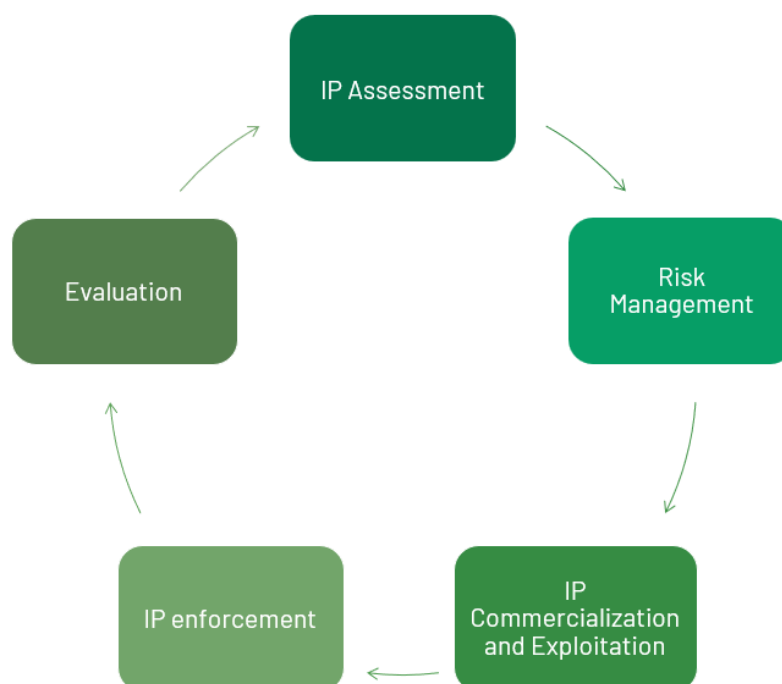 IP Assessment
Risk
Management
IP
Commercialization
and Exploitation
IP enforcement
Evaluation